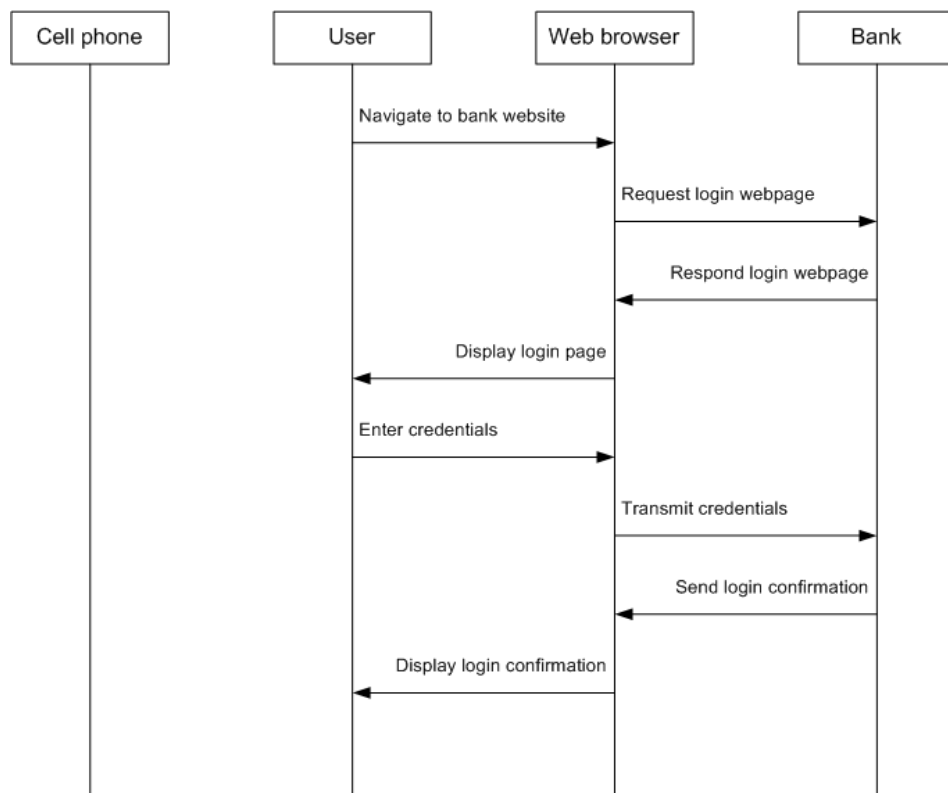 Cell phone
User
Web browser
Bank
Navigate to bank website
Request login webpage
Respond login webpage
Display login page
Enter credentials
Transmit credentials
Send login confirmation
Display login confirmation